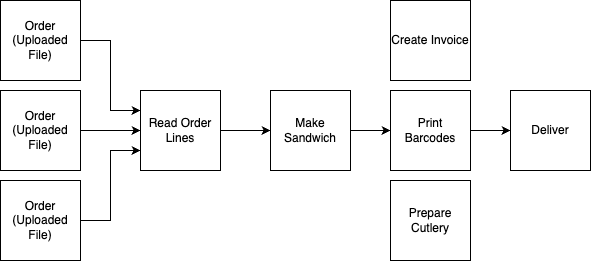 Order
(Uploaded
File)
Order
(Uploaded
File)
Order
(Uploaded
File)
Read Order
Lines
Make
Sandwich
Create Invoice
Print
Barcodes
Prepare
Cutlery
Deliver